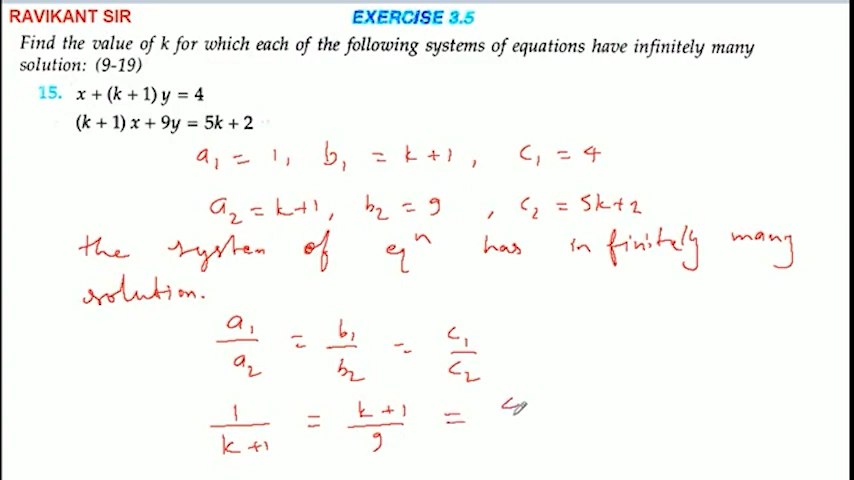 RAVIKANT SIR
EXERCISE 3.5
Find the value of k for which each of the following systems of equations have infinitely many
solution: (9-19)
15. x + (k + 1) y = 4
(k + 1) x + 9y = 5k + 2
a₁ = 1, b₁ = k+1, c₁ = 4
a₂ = k+1, b₂ = 9, c₂ = 5k+2
the system of eqⁿ has infinitely many
solution.
a₁/a₂ = b₁/b₂ = c₁/c₂
1/k+1 = k+1/9 =